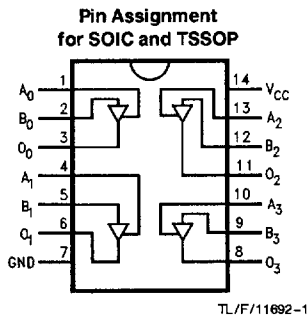 Pin Assignment
for SOIC and TSSOP
A0 1 14 VCC
B0 2 13 A2
O0 3 12 B2
A1 4 11 O2
B1 5 10 A3
O1 6 9 B3
GND 7 8 O3
TL/F/11692-1